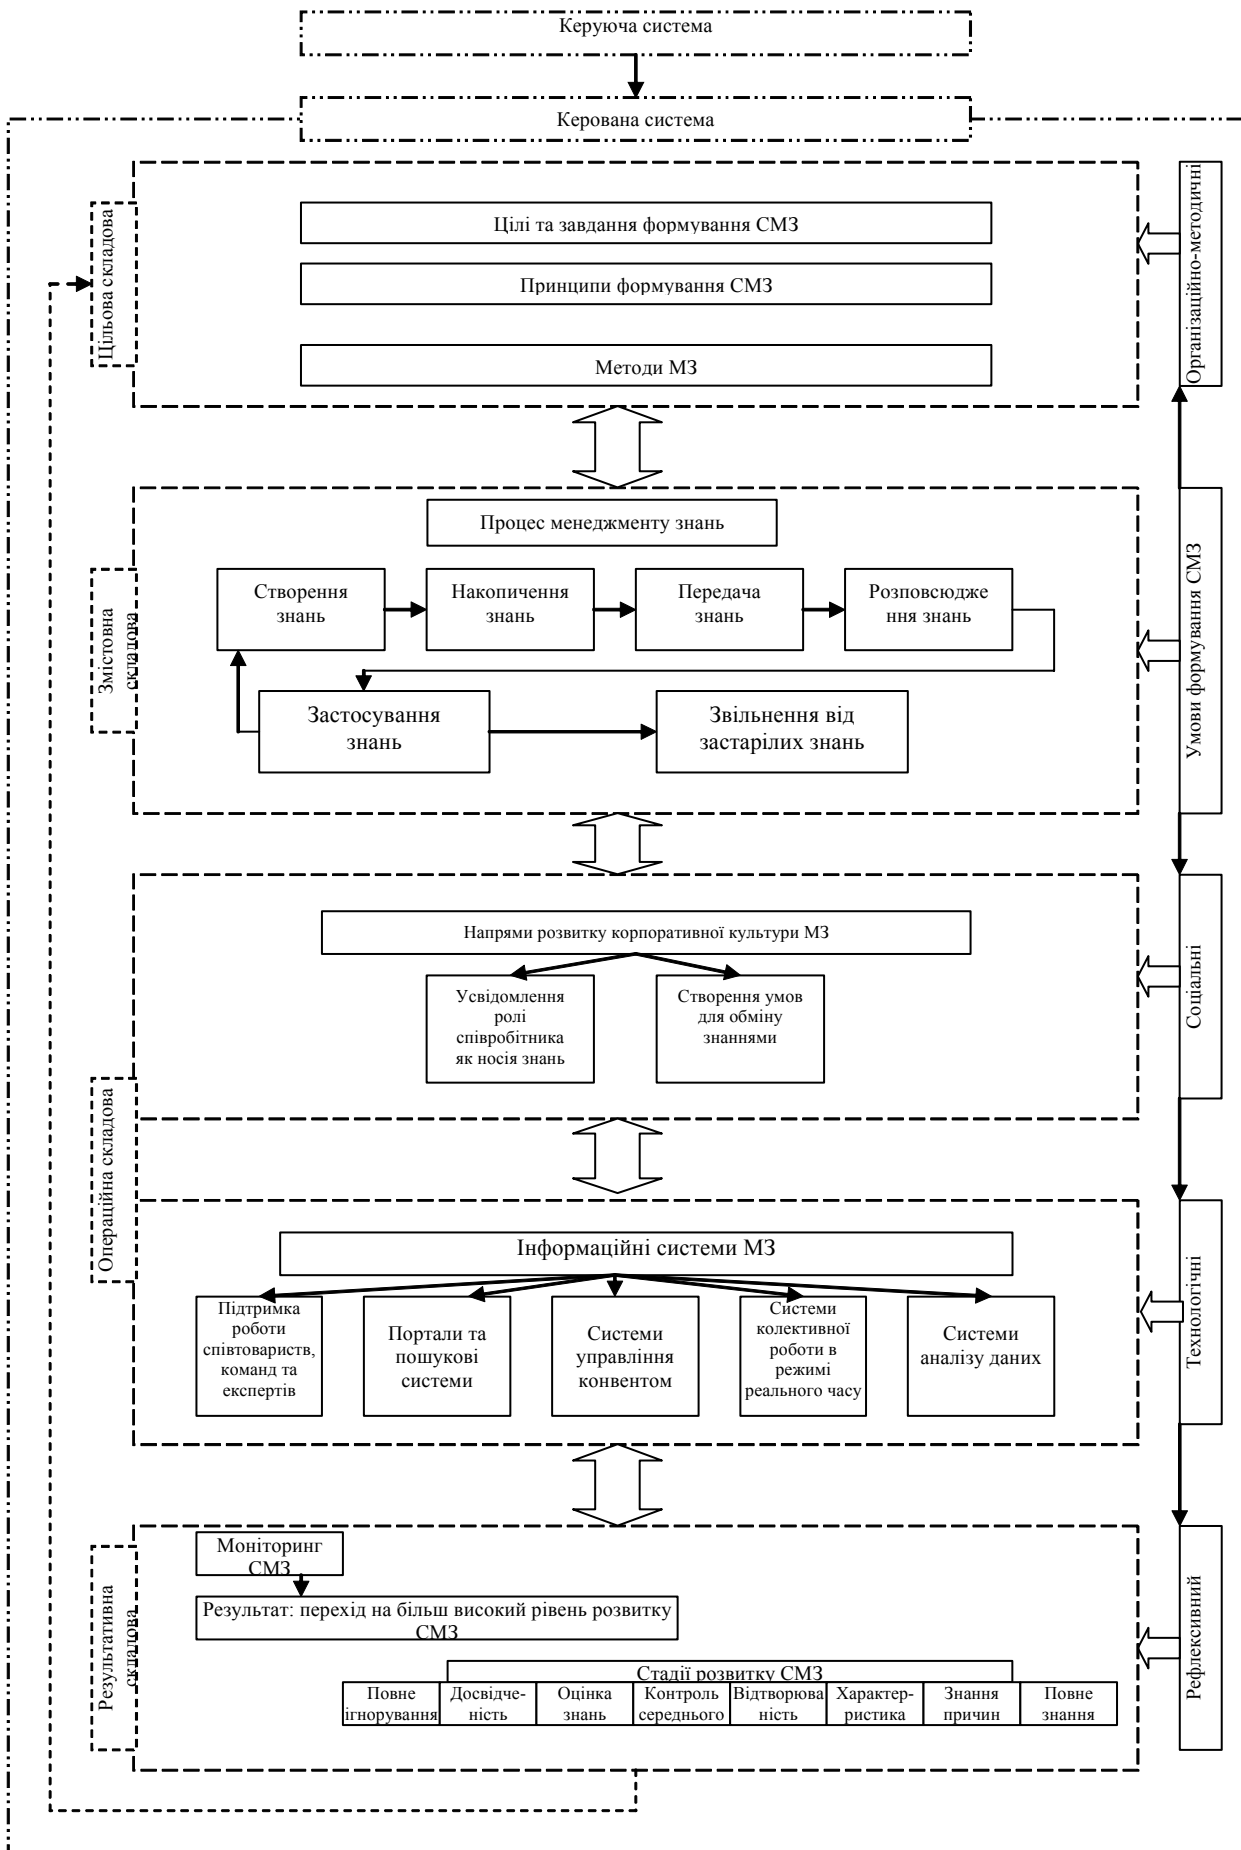 Керуюча система
Керована система
Цільова складова
Цілі та завдання формування СМЗ
Принципи формування СМЗ
Методи МЗ
Організаційно-методичні
Змістовна
складова
Процес менеджменту знань
Створення
знань
Накопичення
знань
Передача
знань
Розповсюдже
ння знань
Застосування
знань
Звільнення від
застарілих знань
Умови формування СМЗ
Операційна складова
Напрями розвитку корпоративної культури МЗ
Усвідомлення
ролі
співробітника
як носія знань
Створення умов
для обміну
знаннями
Соціальні
Інформаційні системи МЗ
Підтримка
роботи
співтовариств,
команд та
експертів
Портали та
пошукові
системи
Системи
управління
конвентом
Системи
колективної
роботи в
режимі
реального часу
Системи
аналізу даних
Технологічні
Результативна
складова
Моніторинг
СМЗ
Результат: перехід на більш високий рівень розвитку
СМЗ
Стадії розвитку СМЗ
Повне
ігнорування
Досвідче-
ність
Оцінка
знань
Контроль
середнього
Відтворюва
ність
Характер-
ристика
Знання
причин
Повне
знання
Рефлексивний